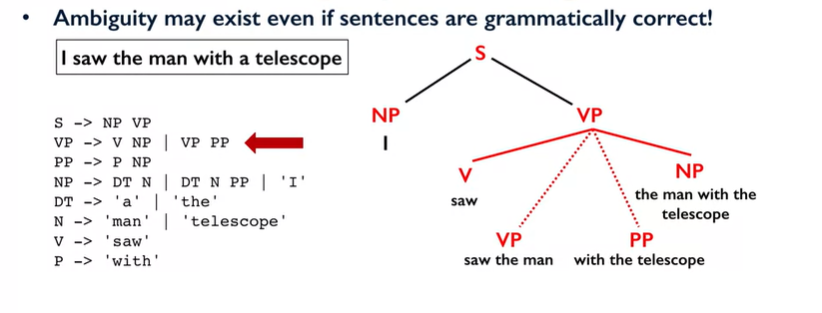 • Ambiguity may exist even if sentences are grammatically correct!
I saw the man with a telescope
S -> NP VP
VP -> V NP | VP PP
PP -> P NP
NP -> DT N | DT N PP | 'I'
DT -> 'a' | 'the'
N -> 'man' | 'telescope'
V -> 'saw'
P -> 'with'
S
NP
VP
I
V
NP
saw
the man with the
telescope
VP
PP
saw the man
with the telescope